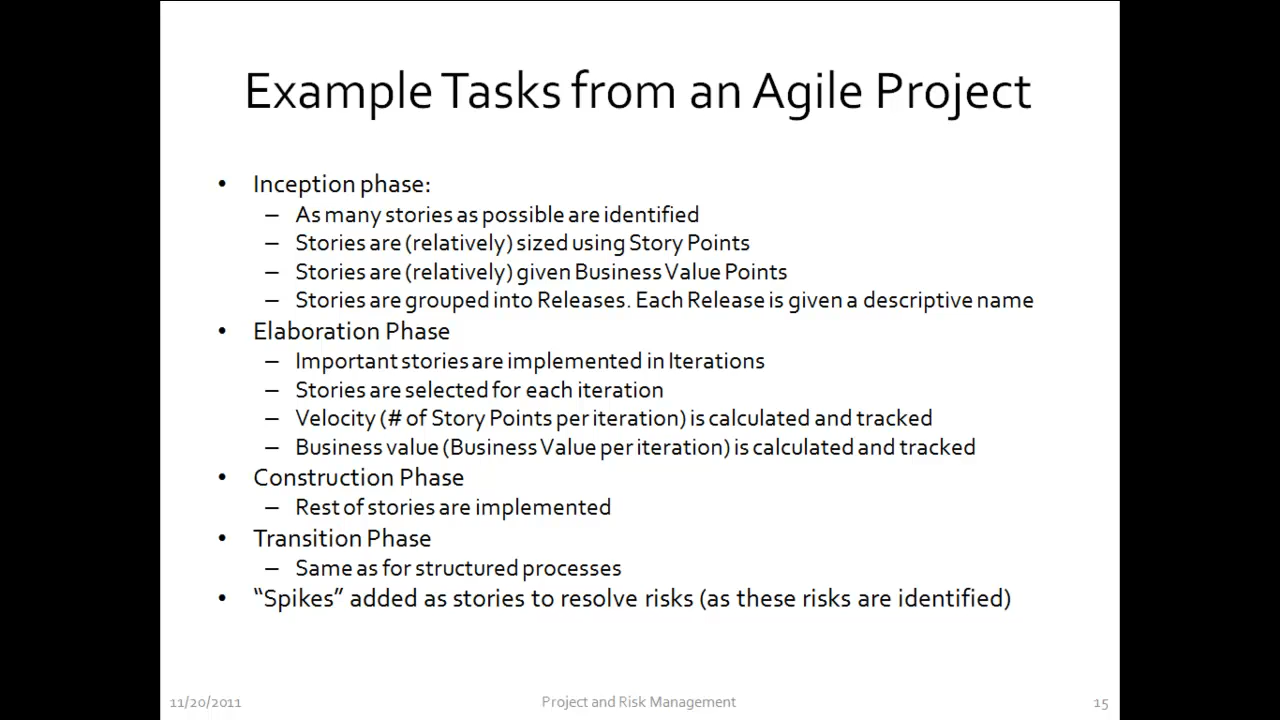 Example Tasks from an Agile Project
• Inception phase:
– As many stories as possible are identified
– Stories are (relatively) sized using Story Points
– Stories are (relatively) given Business Value Points
– Stories are grouped into Releases. Each Release is given a descriptive name
• Elaboration Phase
– Important stories are implemented in Iterations
– Stories are selected for each iteration
– Velocity (# of Story Points per iteration) is calculated and tracked
– Business value (Business Value per iteration) is calculated and tracked
• Construction Phase
– Rest of stories are implemented
• Transition Phase
– Same as for structured processes
• “Spikes” added as stories to resolve risks (as these risks are identified)
11/20/2011 Project and Risk Management 15